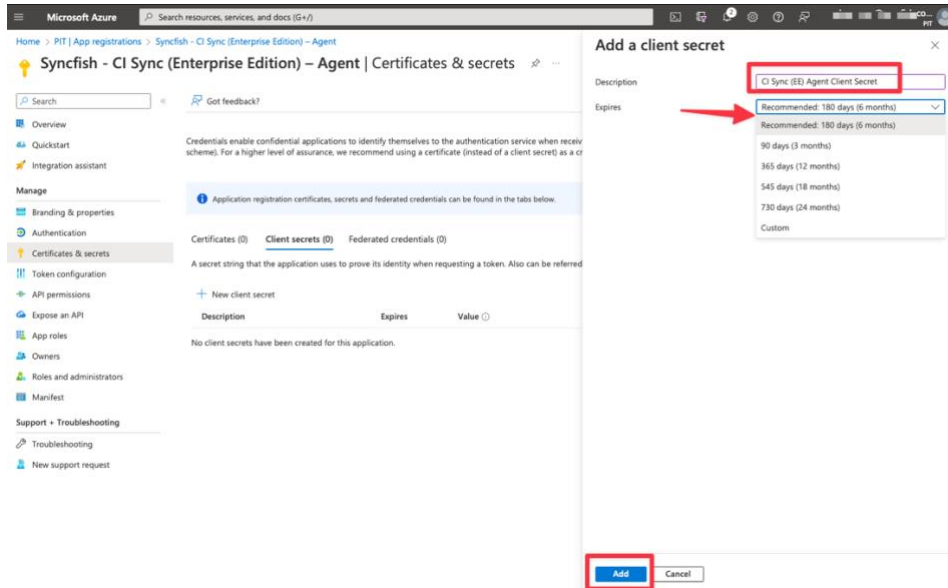 Microsoft Azure
Search resources, services, and docs (G+/)
2
PIT
Home > PIT | App registrations > Syncfish - CI Sync (Enterprise Edition) – Agent
Syncfish - CI Sync (Enterprise Edition) – Agent | Certificates & secrets
Search
Got feedback?
Overview
Quickstart
Integration assistant
Manage
Branding & properties
Authentication
Certificates & secrets
Token configuration
API permissions
Expose an API
App roles
Owners
Roles and administrators
Manifest
Support + Troubleshooting
Troubleshooting
New support request
Credentials enable confidential applications to identify themselves to the authentication service when receiv
scheme). For a higher level of assurance, we recommend using a certificate (instead of a client secret) as a cr
Application registration certificates, secrets and federated credentials can be found in the tabs below.
Certificates (0) Client secrets (0) Federated credentials (0)
A secret string that the application uses to prove its identity when requesting a token. Also can be referred
New client secret
Description Expires Value
No client secrets have been created for this application.
Add a client secret
Description CI Sync (EE) Agent Client Secret
Expires Recommended: 180 days (6 months)
Recommended: 180 days (6 months)
90 days (3 months)
365 days (12 months)
545 days (18 months)
730 days (24 months)
Custom
Add Cancel